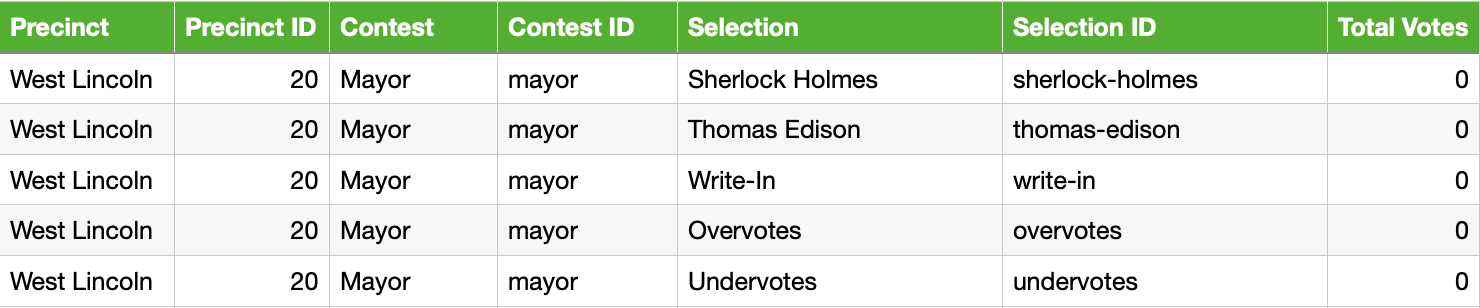 Precinct Precinct ID Contest Contest ID Selection Selection ID Total Votes
West Lincoln 20 Mayor mayor Sherlock Holmes sherlock-holmes 0
West Lincoln 20 Mayor mayor Thomas Edison thomas-edison 0
West Lincoln 20 Mayor mayor Write-In write-in 0
West Lincoln 20 Mayor mayor Overvotes overvotes 0
West Lincoln 20 Mayor mayor Undervotes undervotes 0